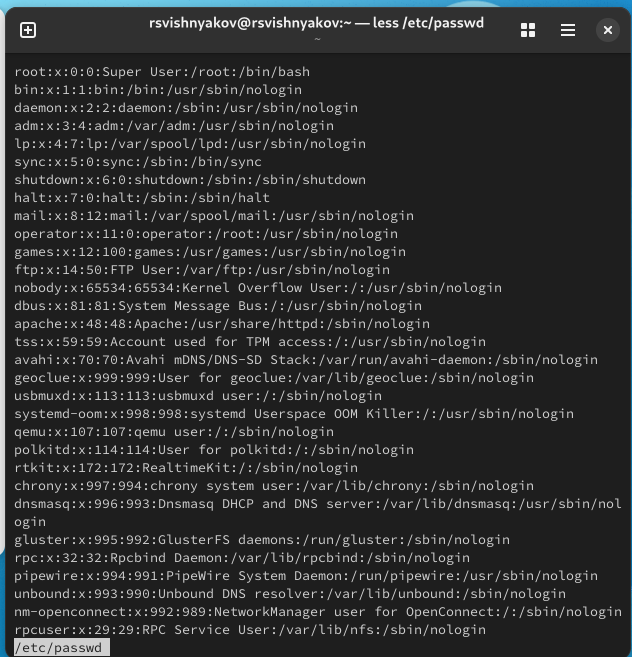 rsvishnyakov@rsvishnyakov:~ — less /etc/passwd
~
root:x:0:0:Super User:/root:/bin/bash
bin:x:1:1:bin:/bin:/usr/sbin/nologin
daemon:x:2:2:daemon:/sbin:/usr/sbin/nologin
adm:x:3:4:adm:/var/adm:/usr/sbin/nologin
lp:x:4:7:lp:/var/spool/lpd:/usr/sbin/nologin
sync:x:5:0:sync:/sbin:/bin/sync
shutdown:x:6:0:shutdown:/sbin:/sbin/shutdown
halt:x:7:0:halt:/sbin:/sbin/halt
mail:x:8:12:mail:/var/spool/mail:/usr/sbin/nologin
operator:x:11:0:operator:/root:/usr/sbin/nologin
games:x:12:100:games:/usr/games:/usr/sbin/nologin
ftp:x:14:50:FTP User:/var/ftp:/usr/sbin/nologin
nobody:x:65534:65534:Kernel Overflow User:/:/usr/sbin/nologin
dbus:x:81:81:System Message Bus:/:/usr/sbin/nologin
apache:x:48:48:Apache:/usr/share/httpd:/sbin/nologin
tss:x:59:59:Account used for TPM access:/:/usr/sbin/nologin
avahi:x:70:70:Avahi mDNS/DNS-SD Stack:/var/run/avahi-daemon:/sbin/nologin
geoclue:x:999:999:User for geoclue:/var/lib/geoclue:/sbin/nologin
usbmuxd:x:113:113:usbmuxd user:/:/sbin/nologin
systemd-oom:x:998:998:systemd Userspace OOM Killer:/:/usr/sbin/nologin
qemu:x:107:107:qemu user:/:/sbin/nologin
polkitd:x:114:114:User for polkitd:/:/sbin/nologin
rtkit:x:172:172:RealtimeKit:/:/sbin/nologin
chrony:x:997:994:chrony system user:/var/lib/chrony:/sbin/nologin
dnsmasq:x:996:993:Dnsmasq DHCP and DNS server:/var/lib/dnsmasq:/usr/sbin/nol
ogin
gluster:x:995:992:GlusterFS daemons:/run/gluster:/sbin/nologin
rpc:x:32:32:Rpcbind Daemon:/var/lib/rpcbind:/sbin/nologin
pipewire:x:994:991:PipeWire System Daemon:/run/pipewire:/usr/sbin/nologin
unbound:x:993:990:Unbound DNS resolver:/var/lib/unbound:/sbin/nologin
nm-openconnect:x:992:989:NetworkManager user for OpenConnect:/:/sbin/nologin
rpcuser:x:29:29:RPC Service User:/var/lib/nfs:/sbin/nologin
/etc/passwd